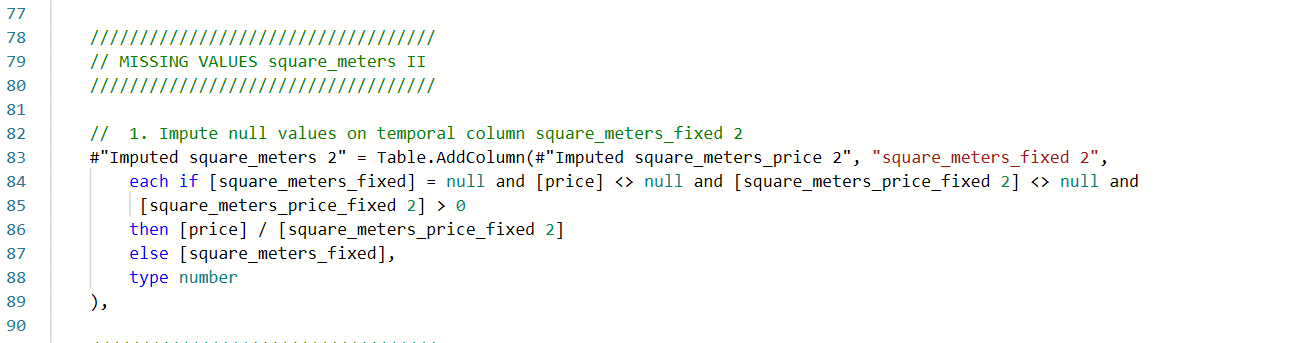 77
78 ///////////////////////////////////
79 // MISSING VALUES square_meters II
80 ///////////////////////////////////
81
82 //  1. Impute null values on temporal column square_meters_fixed 2
83 #"Imputed square_meters 2" = Table.AddColumn(#"Imputed square_meters_price 2", "square_meters_fixed 2",
84     each if [square_meters_fixed] = null and [price] <> null and [square_meters_price_fixed 2] <> null and
85      [square_meters_price_fixed 2] > 0
86     then [price] / [square_meters_price_fixed 2]
87     else [square_meters_fixed],
88     type number
89 ),
90